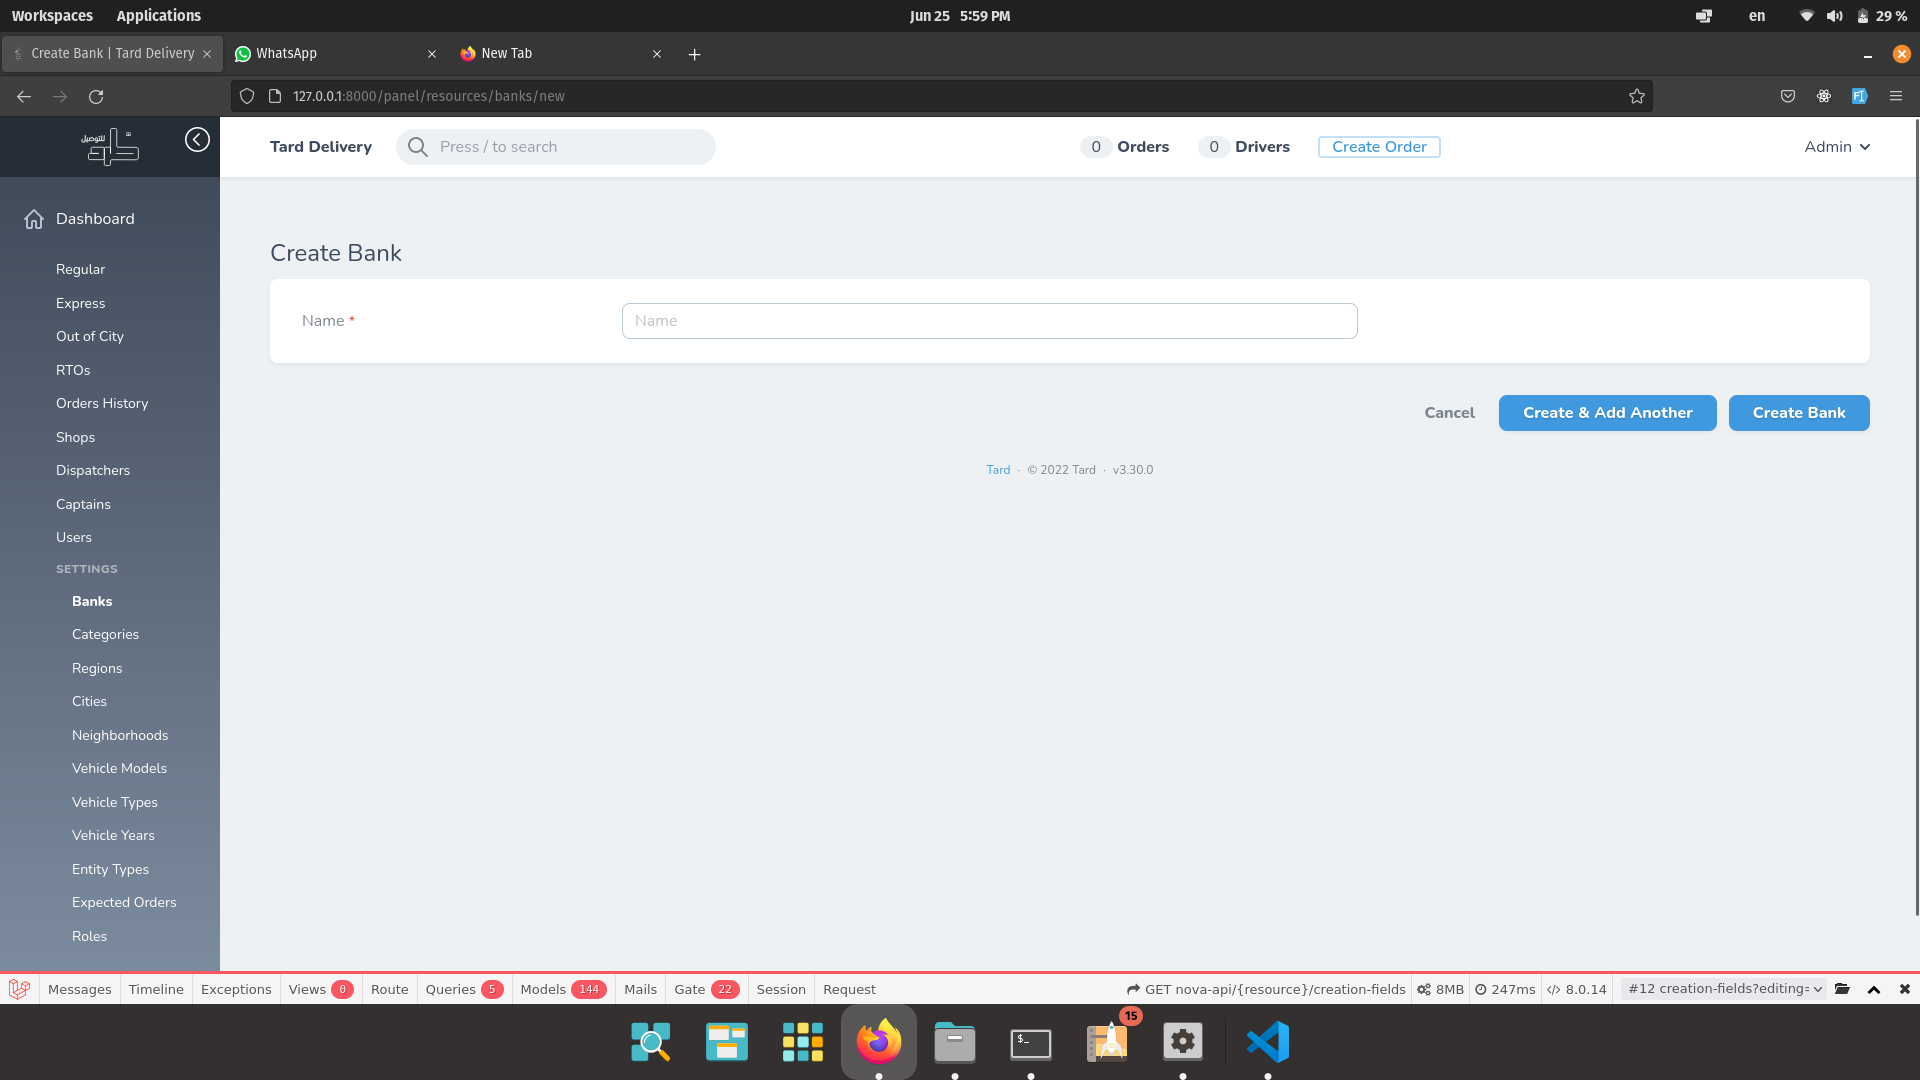 Workspaces Applications Jun 25 5:59 PM en 29 %
Create Bank | Tard Delivery WhatsApp New Tab
127.0.0.1:8000/panel/resources/banks/new
للتوصيل
Tard Delivery Press / to search 0 Orders 0 Drivers Create Order Admin
Dashboard
Regular
Express
Out of City
RTOs
Orders History
Shops
Dispatchers
Captains
Users
SETTINGS
Banks
Categories
Regions
Cities
Neighborhoods
Vehicle Models
Vehicle Types
Vehicle Years
Entity Types
Expected Orders
Roles
Create Bank
Name * Name
Cancel Create & Add Another Create Bank
Tard · © 2022 Tard · v3.30.0
Messages Timeline Exceptions Views 0 Route Queries 5 Models 144 Mails Gate 22 Session Request GET nova-api/{resource}/creation-fields 8MB 247ms 8.0.14 #12 creation-fields?editing=
$_
15